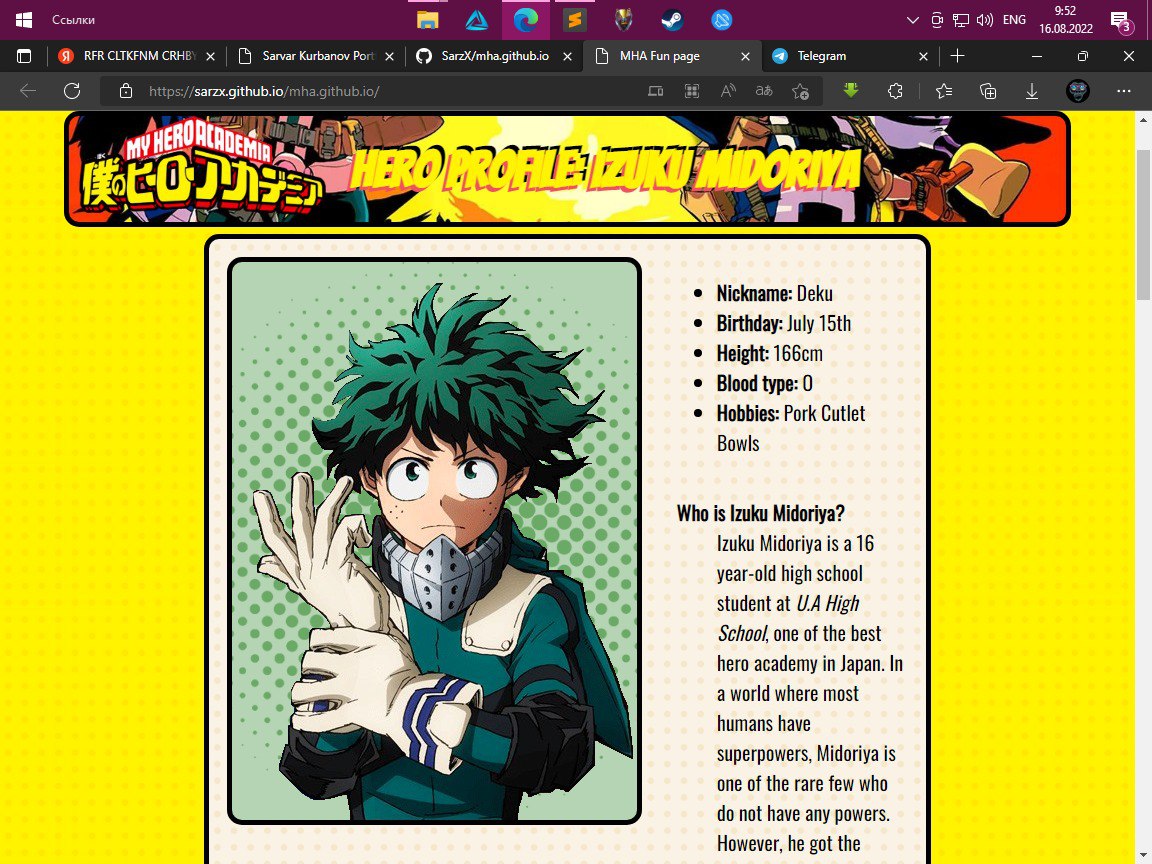 Ссылки
ENG
9:52
16.08.2022
3
RFR CLTKFNM CRHBY
Sarvar Kurbanov Port
SarzX/mha.github.io
MHA Fun page
Telegram
https://sarzx.github.io/mha.github.io/
MY HERO ACADEMIA
僕のヒーローアカデミア
HERO PROFILE: IZUKU MIDORIYA
Nickname: Deku
Birthday: July 15th
Height: 166cm
Blood type: O
Hobbies: Pork Cutlet
Bowls
Who is Izuku Midoriya?
Izuku Midoriya is a 16
year-old high school
student at U.A High
School, one of the best
hero academy in Japan. In
a world where most
humans have
superpowers, Midoriya is
one of the rare few who
do not have any powers.
However, he got the